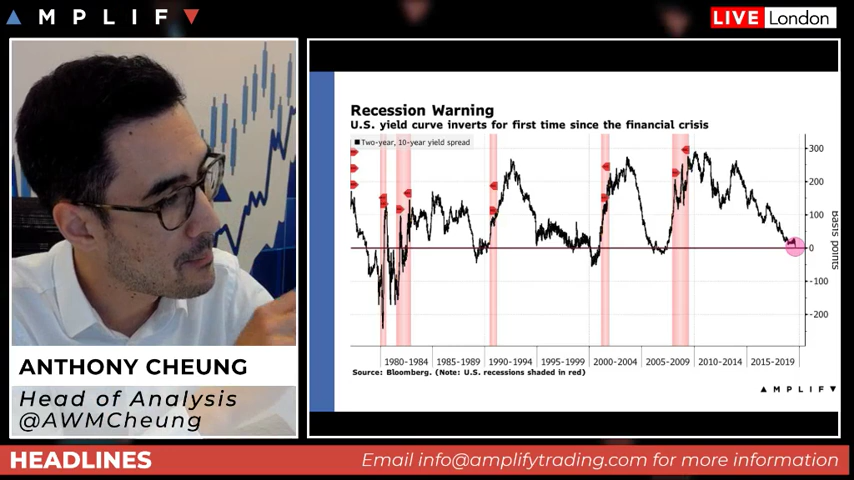 ▲ M P L I F ▼
LIVE London
Recession Warning
U.S. yield curve inverts for first time since the financial crisis
Two-year, 10-year yield spread
300
200
100
0
-100
-200
Basis points
1980-1984 1985-1989 1990-1994 1995-1999 2000-2004 2005-2009 2010-2014 2015-2019
Source: Bloomberg. (Note: U.S. recessions shaded in red)
▲ M P L I F ▼
ANTHONY CHEUNG
Head of Analysis
@AWMCheung
HEADLINES
Email info@amplifytrading.com for more information